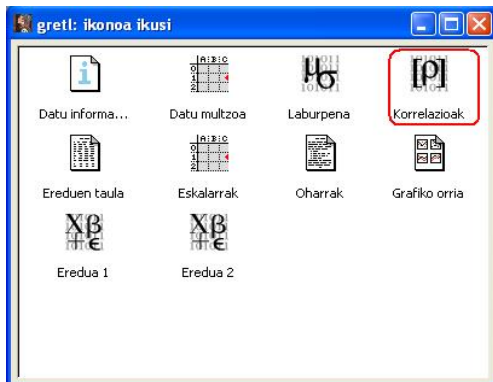 gretl: ikonoa ikusi
Datu informa... Datu multzoa Laburpena Korrelazioak
Ereduen taula Eskalarrak Oharrak Grafiko orria
Eredua 1 Eredua 2